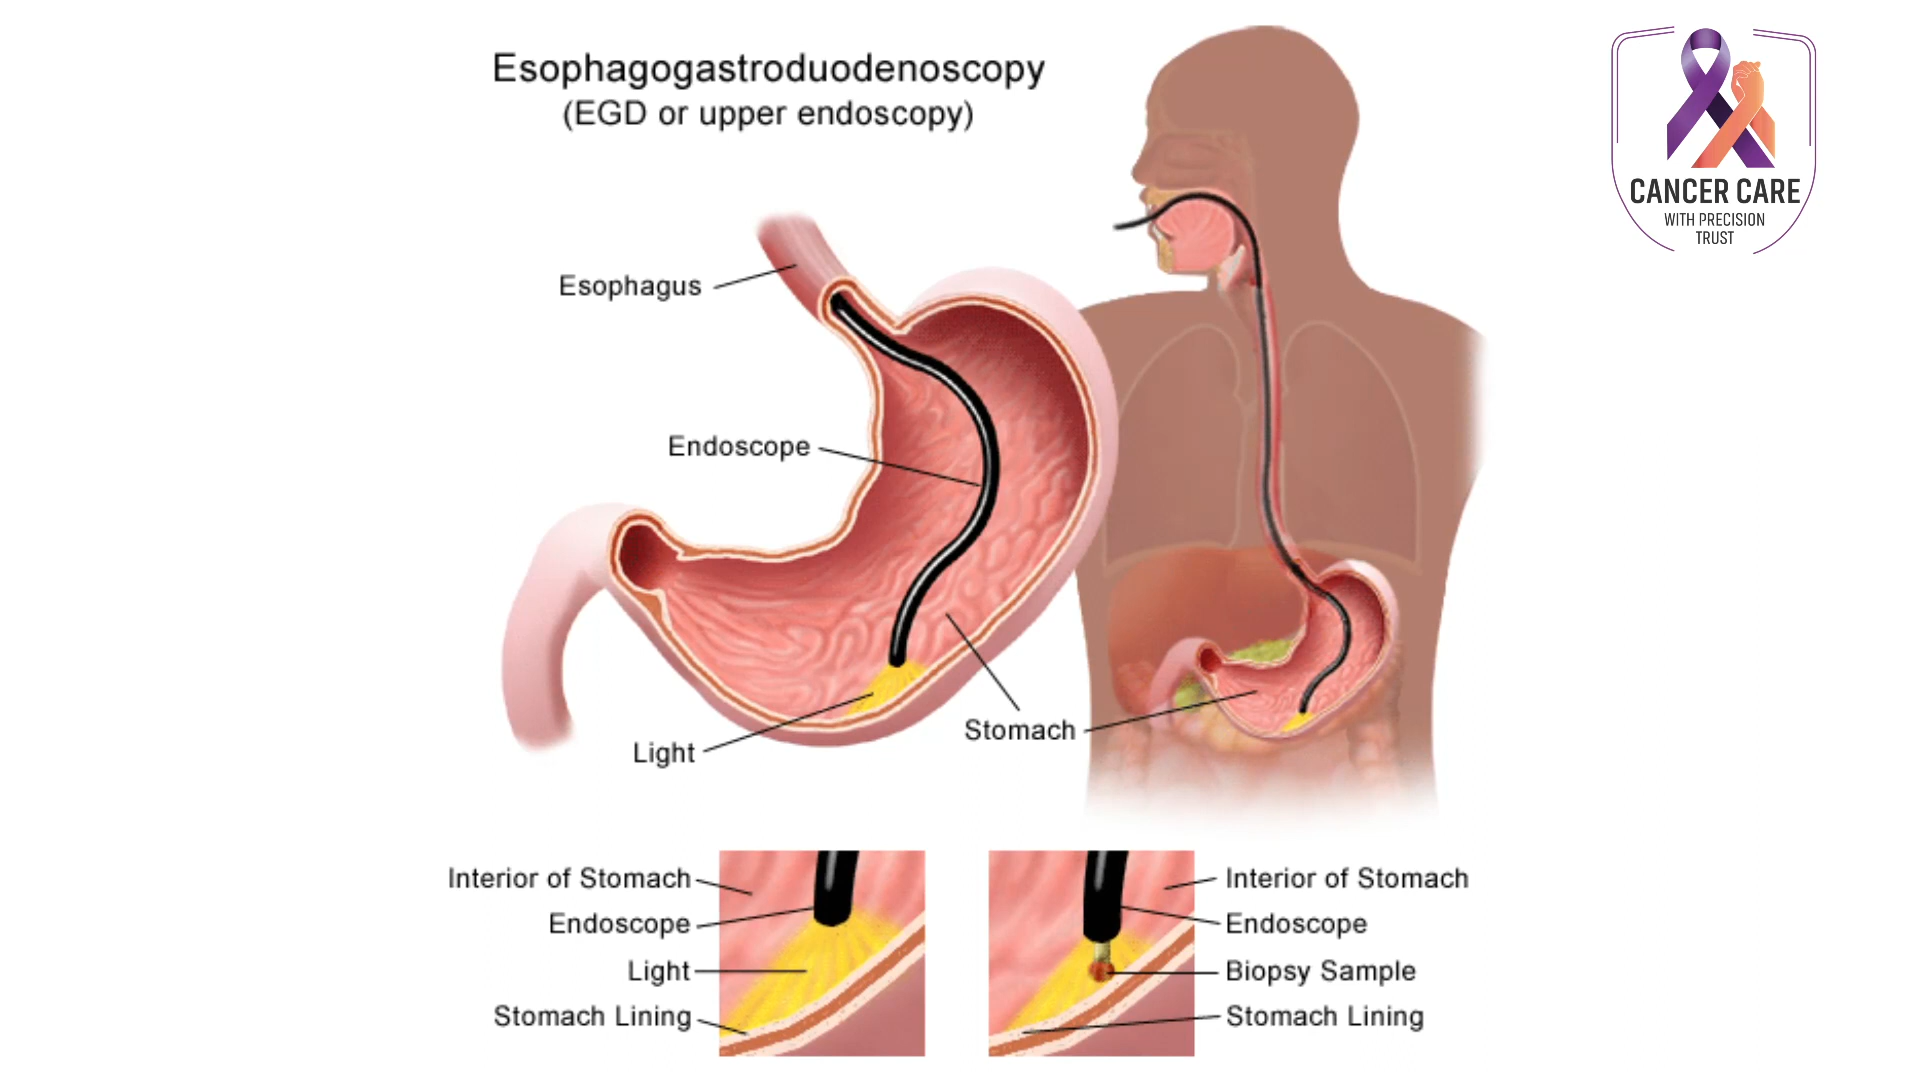 Esophagogastroduodenoscopy
(EGD or upper endoscopy)
CANCER CARE
WITH PRECISION
TRUST
Esophagus
Endoscope
Stomach
Light
Interior of Stomach
Endoscope
Light
Stomach Lining
Interior of Stomach
Endoscope
Biopsy Sample
Stomach Lining